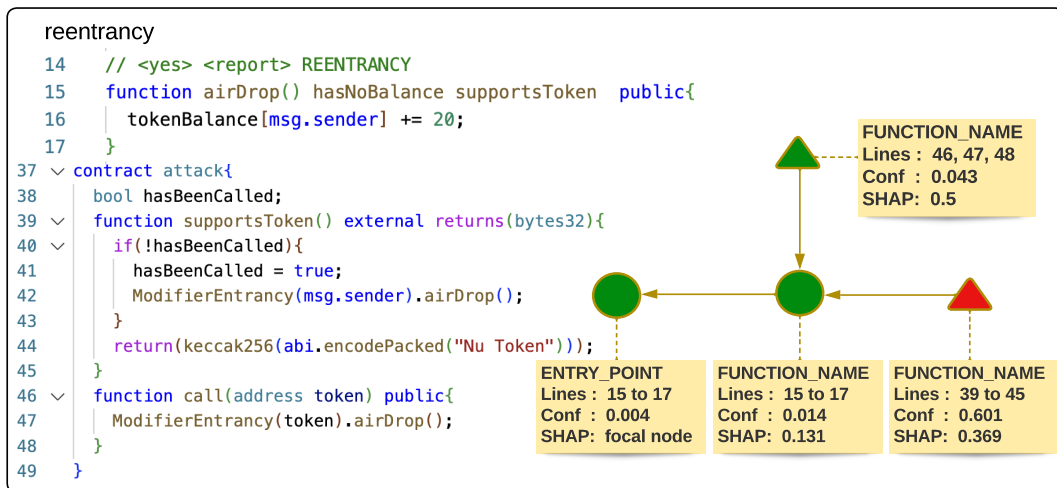 reentrancy
14 // <yes> <report> REENTRANCY
15 function airDrop() hasNoBalance supportsToken  public{
16 tokenBalance[msg.sender] += 20;
17 }
37 contract attack{
38 bool hasBeenCalled;
39 function supportsToken() external returns(bytes32){
40 if(!hasBeenCalled){
41 hasBeenCalled = true;
42 ModifierEntrancy(msg.sender).airDrop();
43 }
44 return(keccak256(abi.encodePacked("Nu Token")));
45 }
46 function call(address token) public{
47 ModifierEntrancy(token).airDrop();
48 }
49 }
FUNCTION_NAME
Lines : 46, 47, 48
Conf : 0.043
SHAP: 0.5
ENTRY_POINT
Lines : 15 to 17
Conf : 0.004
SHAP: focal node
FUNCTION_NAME
Lines : 15 to 17
Conf : 0.014
SHAP: 0.131
FUNCTION_NAME
Lines : 39 to 45
Conf : 0.601
SHAP: 0.369